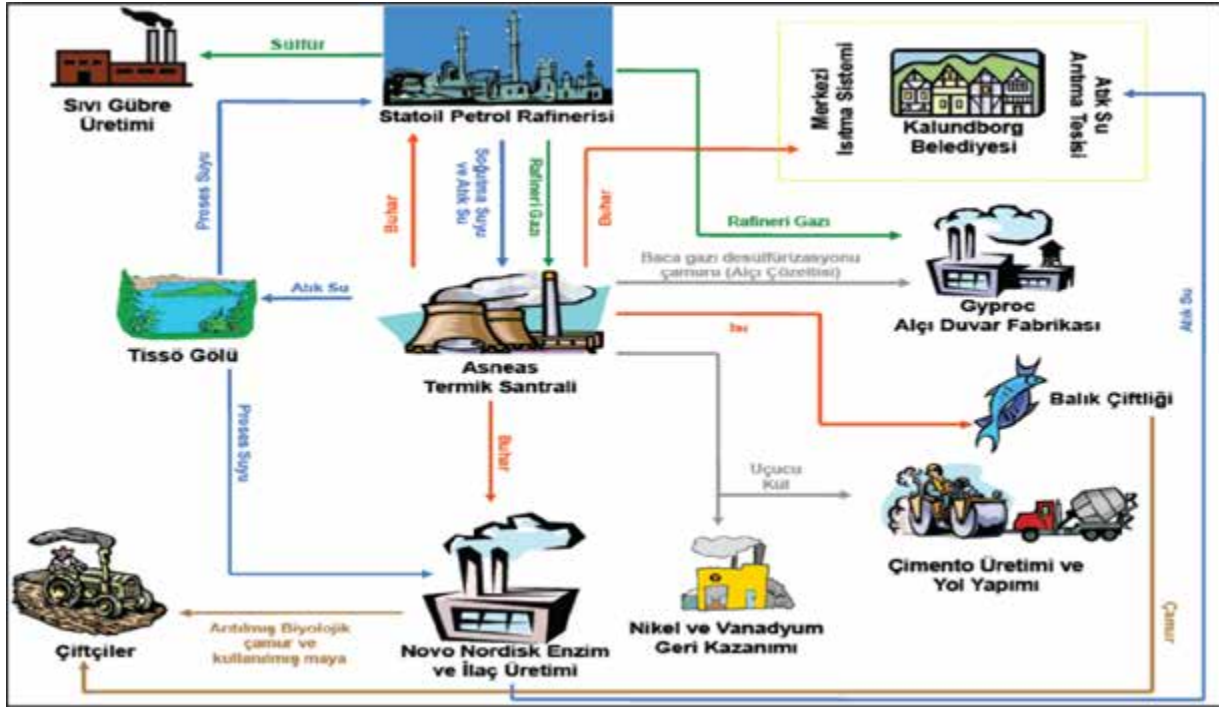 Sülfür
Sıvı Gübre
Üretimi
Statoil Petrol Rafinerisi
Merkezi
Isıtma Sistemi
Kalundborg
Belediyesi
Atık Su
Arıtma Tesisi
Proses Suyu
Buhar
Soğutma Suyu
ve Atık Su
Rafineri Gazı
Buhar
Rafineri Gazı
Baca gazı desülfürizasyonu
çamuru (Alçı Çözeltisi)
Gyproc
Alçı Duvar Fabrikası
Atık Su
Tissö Gölü
Asneas
Termik Santrali
Isı
Balık Çiftliği
Atık Su
Proses Suyu
Buhar
Uçucu
Kül
Çimento Üretimi ve
Yol Yapımı
Nikel ve Vanadyum
Geri Kazanımı
Çiftçiler
Arıtılmış Biyolojik
çamur ve
kullanılmış maya
Novo Nordisk Enzim
ve İlaç Üretimi
Çamur